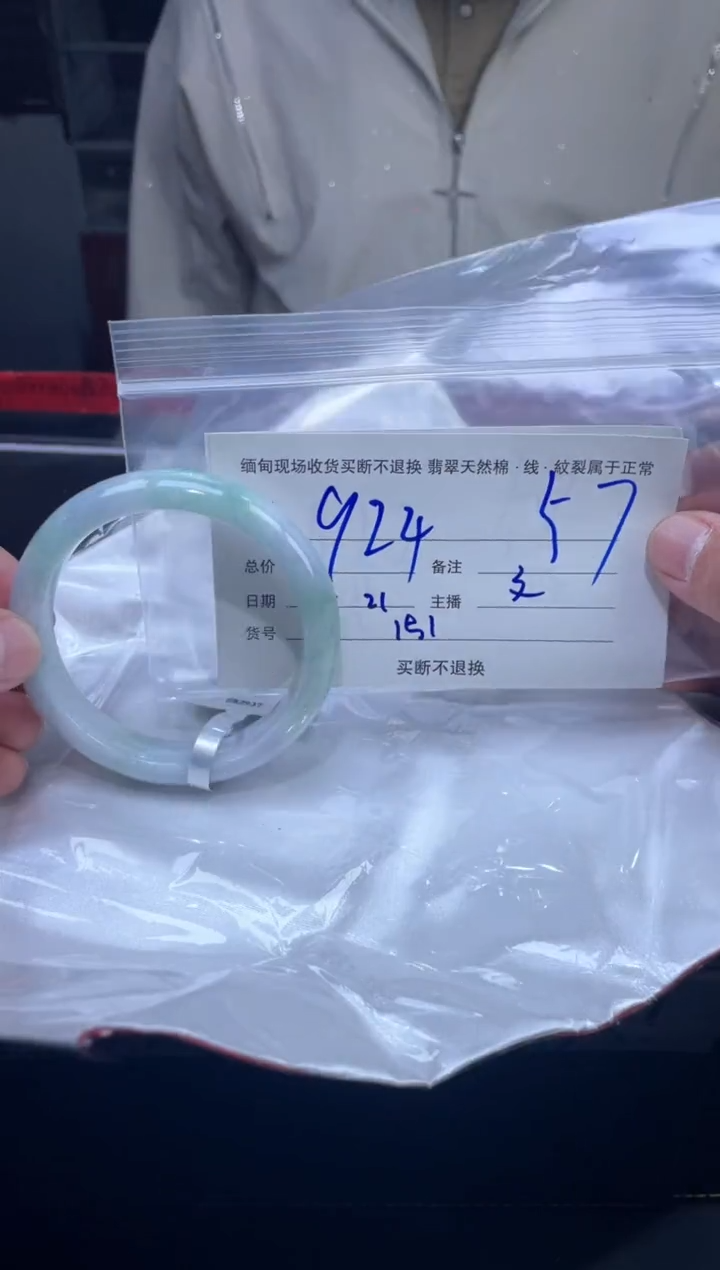 缅甸现场收货买断不退换 翡翠天然棉·线·紋裂属于正常
924 57
总价 备注
日期 21 主播 文
货号
买断不退换